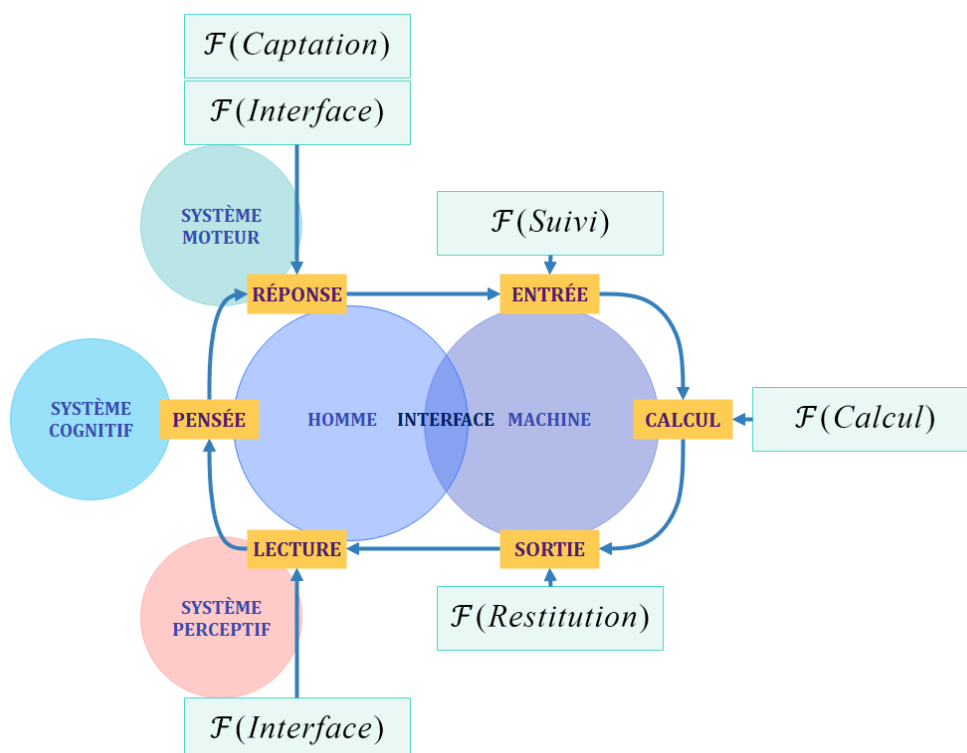 ℱ(Captation)
ℱ(Interface)
SYSTÈME
MOTEUR
ℱ(Suivi)
RÉPONSE
ENTRÉE
SYSTÈME
COGNITIF
PENSÉE
HOMME
INTERFACE
MACHINE
CALCUL
ℱ(Calcul)
LECTURE
SORTIE
SYSTÈME
PERCEPTIF
ℱ(Restitution)
ℱ(Interface)